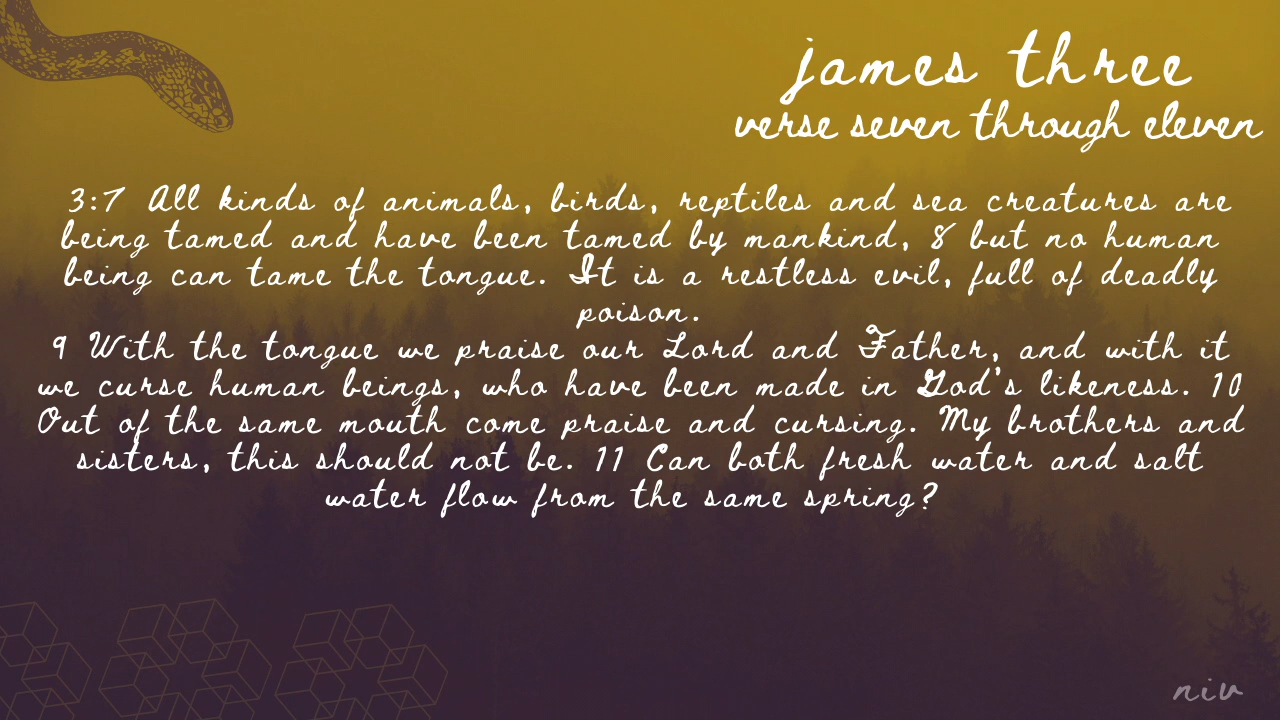 james three
verse seven through eleven
3:7 All kinds of animals, birds, reptiles and sea creatures are
being tamed and have been tamed by mankind, 8 but no human
being can tame the tongue. It is a restless evil, full of deadly
poison.
9 With the tongue we praise our Lord and Father, and with it
we curse human beings, who have been made in God's likeness. 10
Out of the same mouth come praise and cursing. My brothers and
sisters, this should not be. 11 Can both fresh water and salt
water flow from the same spring?
niv